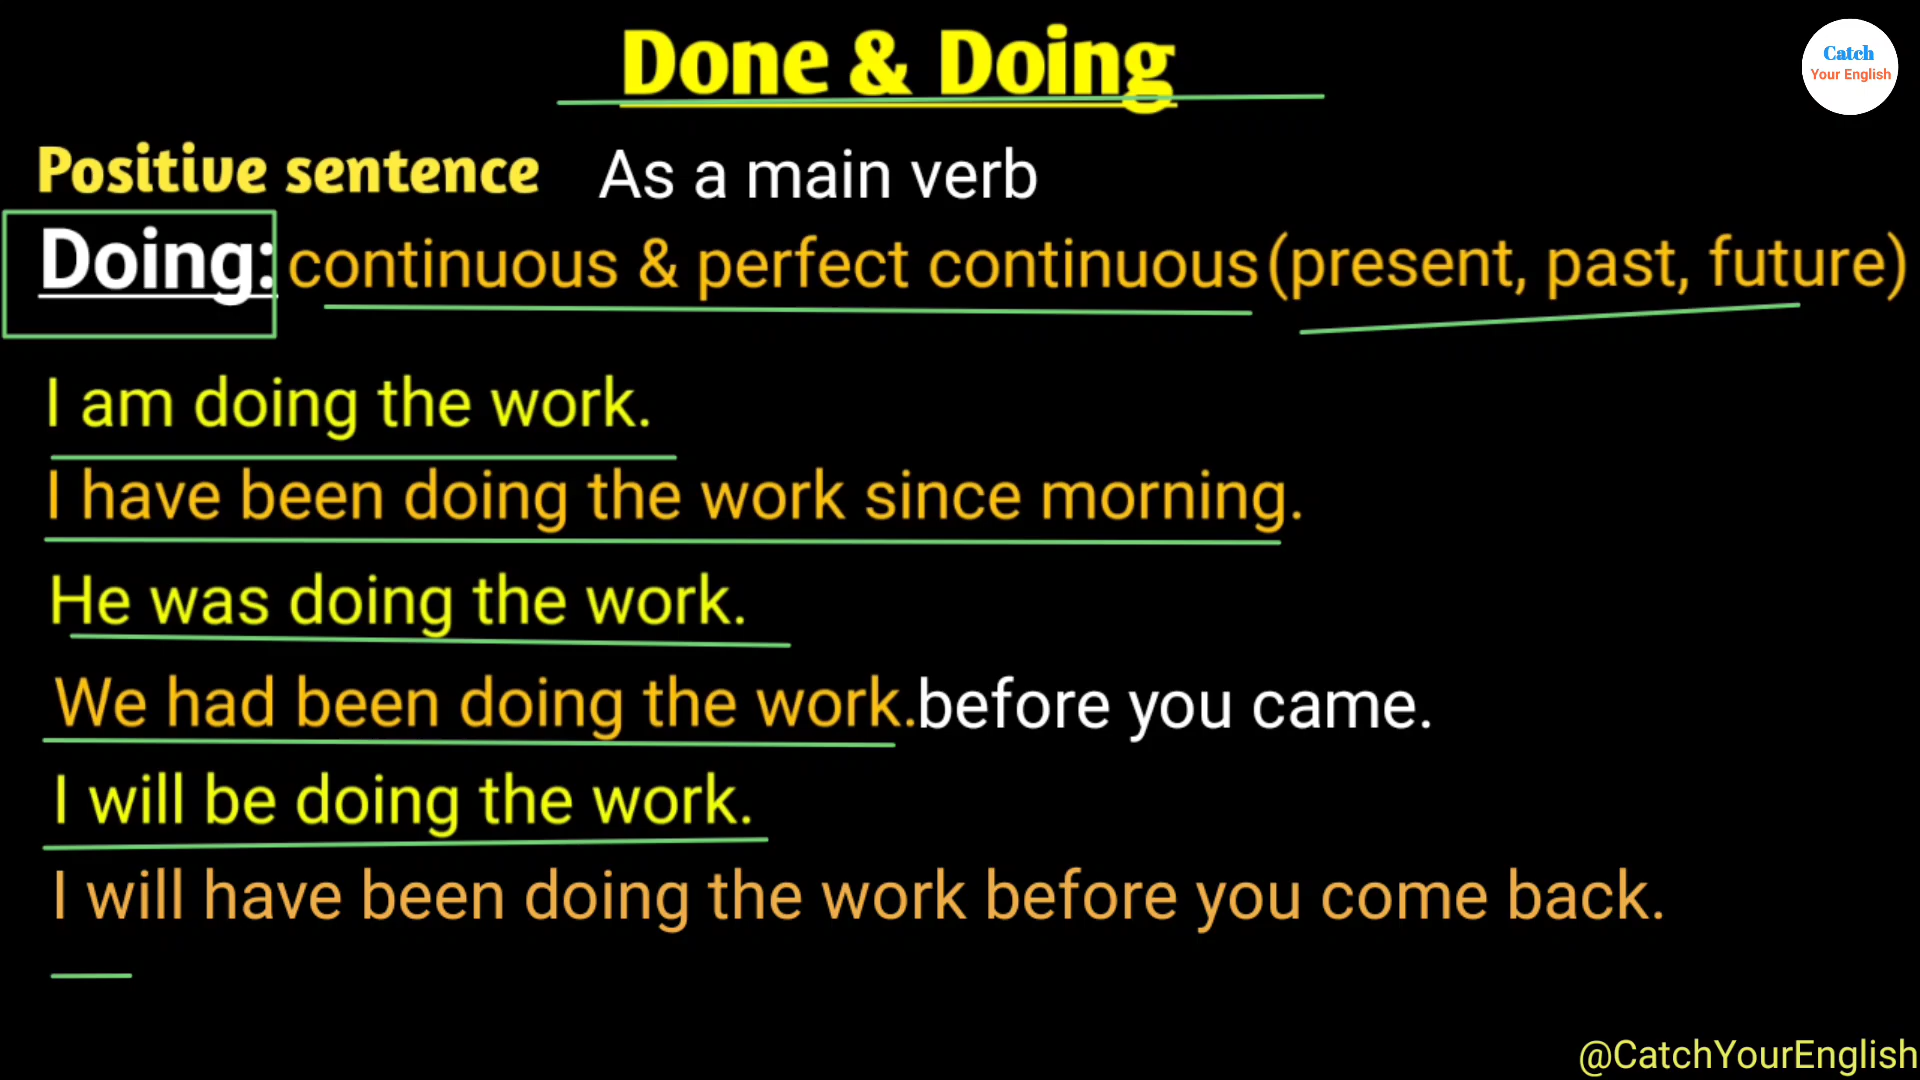 Done & Doing
Catch
Your English
Positive sentence As a main verb
Doing: continuous & perfect continuous (present, past, future)
I am doing the work.
I have been doing the work since morning.
He was doing the work.
We had been doing the work.before you came.
I will be doing the work.
I will have been doing the work before you come back.
@CatchYourEnglish